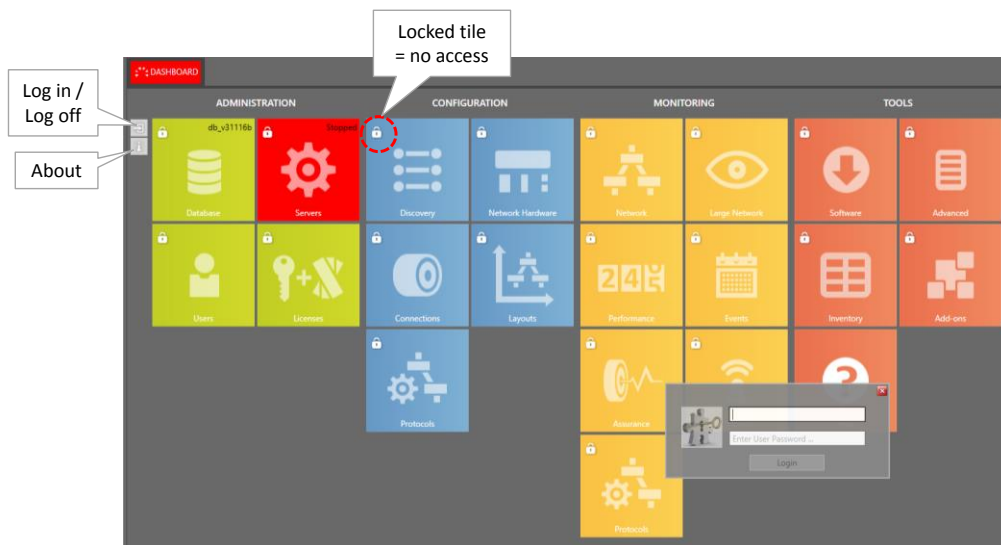 Locked tile
= no access
DASHBOARD
Log in /
Log off
About
ADMINISTRATION
CONFIGURATION
MONITORING
TOOLS
db_v31116b
Stopped
Database
Servers
Discovery
Network Hardware
Network
Large Network
Software
Advanced
Users
Licenses
Connections
Layouts
Performance
Events
Inventory
Add-ons
Protocols
Assurance
Enter User Password ...
Login
Protocols